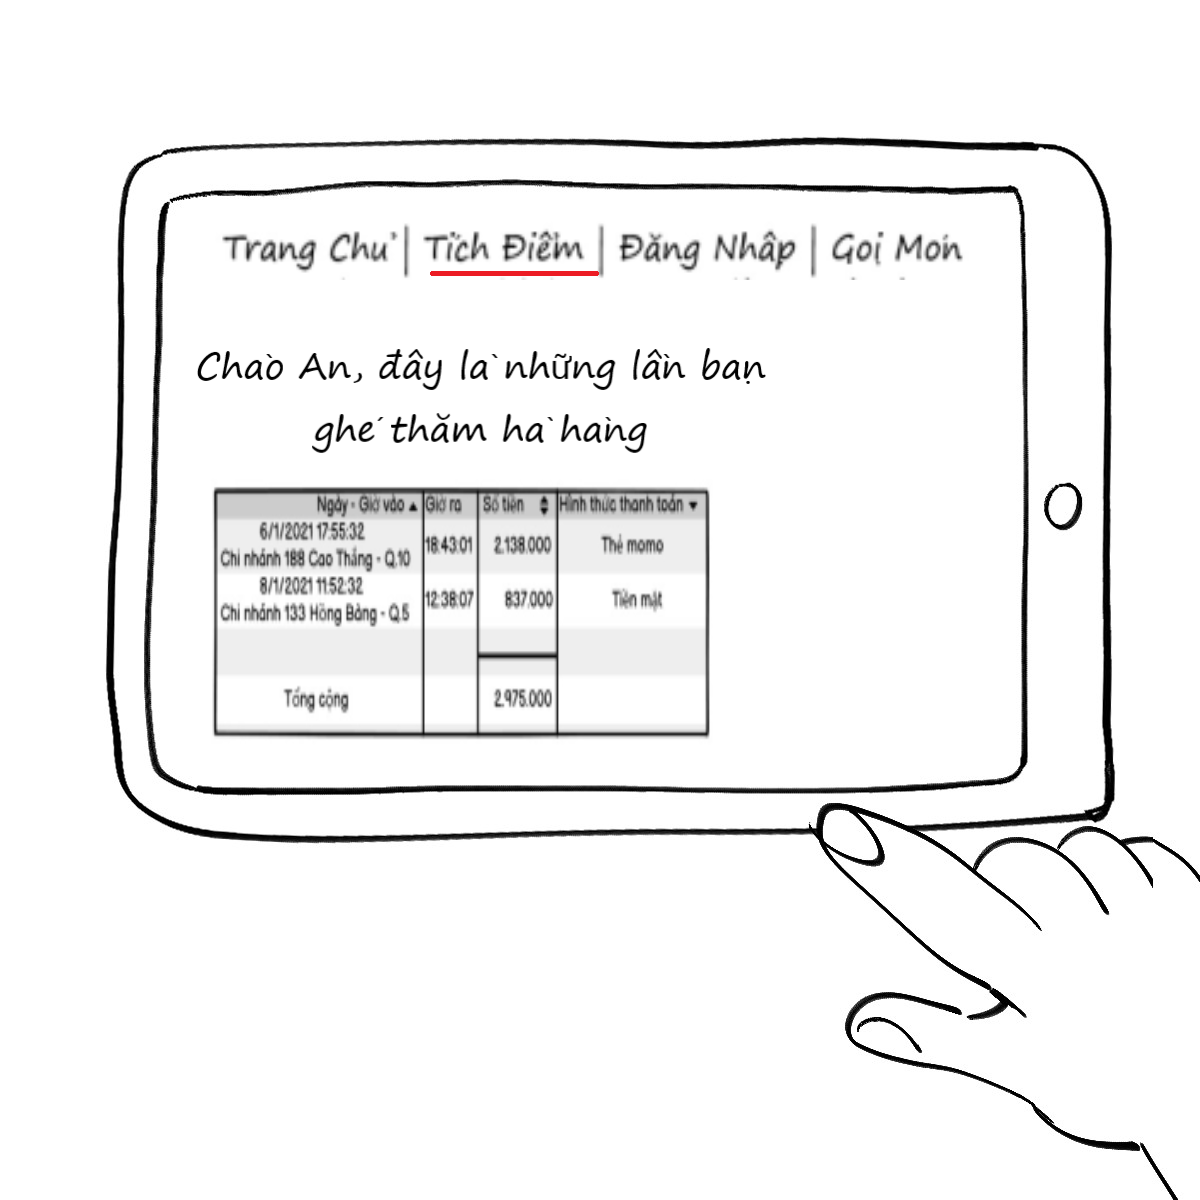 Trang Chủ | Tích Điểm | Đăng Nhập | Gọi Món
Chào An, đây là những lần bạn
ghé thăm hà hàng
Ngày - Giờ vào ▲ Giờ ra Số tiền ⬍ Hình thức thanh toán ▼
6/1/2021 17:55:32
Chi nhánh 188 Cao Thắng - Q.10 18:43:01 2.138.000 Thẻ momo
8/1/2021 11:52:32
Chi nhánh 133 Hồng Bàng - Q.5 12:38:07 837.000 Tiền mặt
Tổng cộng 2.975.000